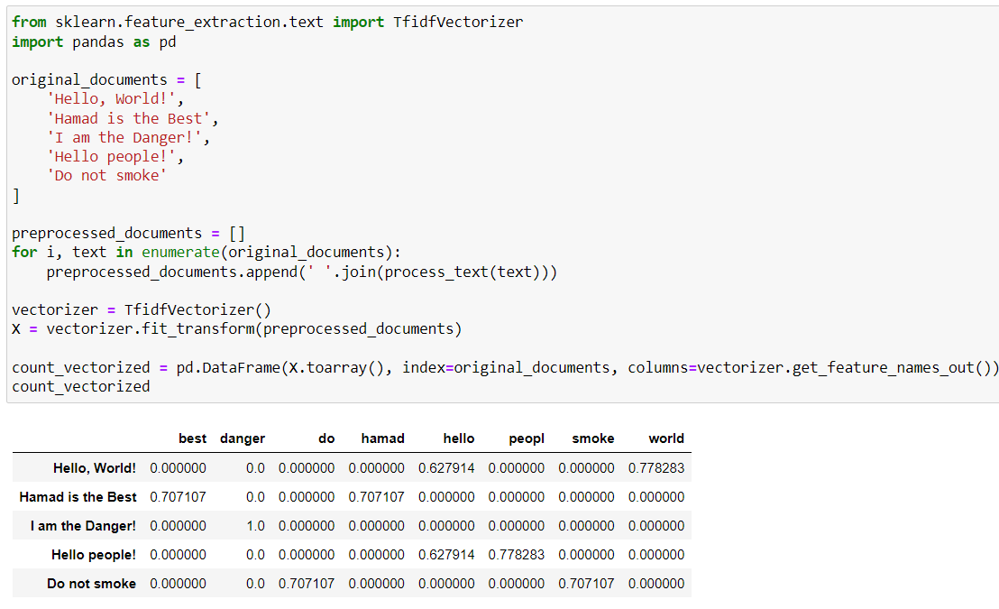 from sklearn.feature_extraction.text import TfidfVectorizer
import pandas as pd
original_documents = [
    'Hello, World!',
    'Hamad is the Best',
    'I am the Danger!',
    'Hello people!',
    'Do not smoke'
]
preprocessed_documents = []
for i, text in enumerate(original_documents):
    preprocessed_documents.append(' '.join(process_text(text)))
vectorizer = TfidfVectorizer()
X = vectorizer.fit_transform(preprocessed_documents)
count_vectorized = pd.DataFrame(X.toarray(), index=original_documents, columns=vectorizer.get_feature_names_out())
count_vectorized
best danger do hamad hello peopl smoke world
Hello, World! 0.000000 0.0 0.000000 0.000000 0.627914 0.000000 0.000000 0.778283
Hamad is the Best 0.707107 0.0 0.000000 0.707107 0.000000 0.000000 0.000000 0.000000
I am the Danger! 0.000000 1.0 0.000000 0.000000 0.000000 0.000000 0.000000 0.000000
Hello people! 0.000000 0.0 0.000000 0.000000 0.627914 0.778283 0.000000 0.000000
Do not smoke 0.000000 0.0 0.707107 0.000000 0.000000 0.000000 0.707107 0.000000